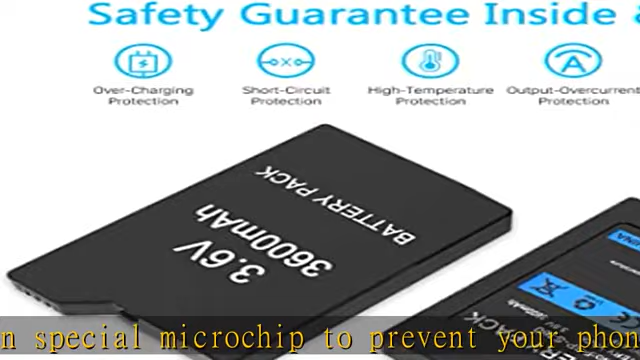 Safety Guarantee Inside &
Over-Charging
Protection
Short-Circuit
Protection
High-Temperature
Protection
Output-Overcurrent
Protection
BATTERY PACK
3600mAh
3.6V
n special microchip to prevent your phon